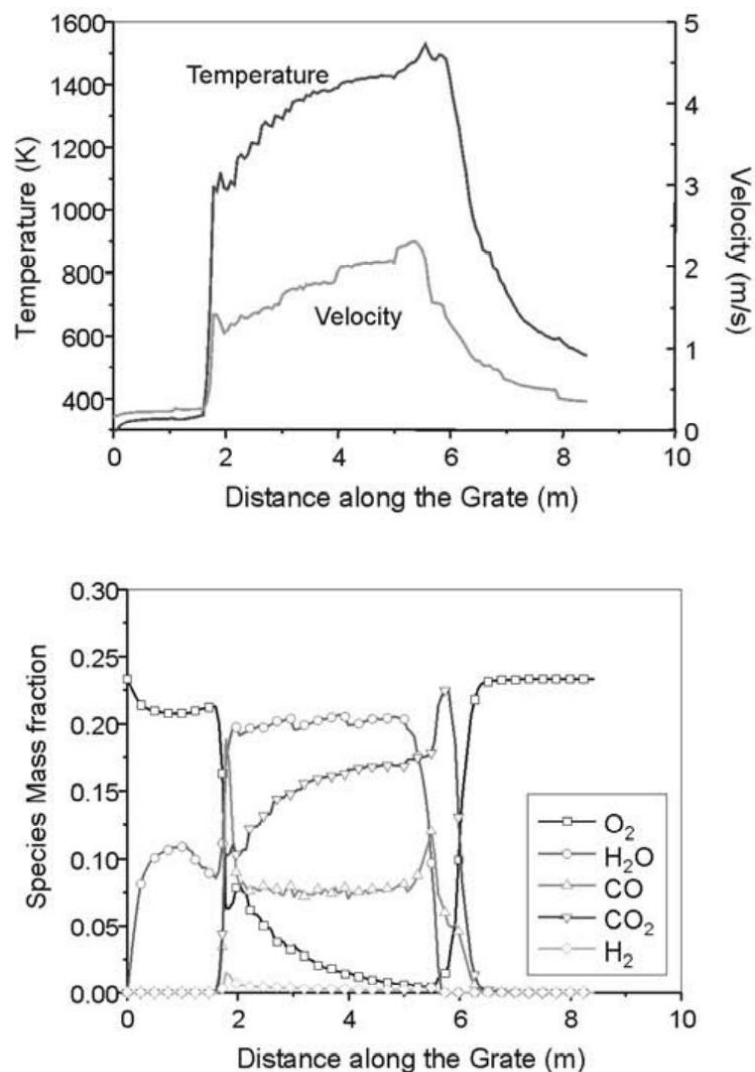 1600
1400
1200
1000
800
600
400
Temperature (K)
Temperature
Velocity
5
4
3
2
1
0
Velocity (m/s)
0 2 4 6 8 10
Distance along the Grate (m)
0.30
0.25
0.20
0.15
0.10
0.05
0.00
Species Mass fraction
O₂
H₂O
CO
CO₂
H₂
0 2 4 6 8 10
Distance along the Grate (m)